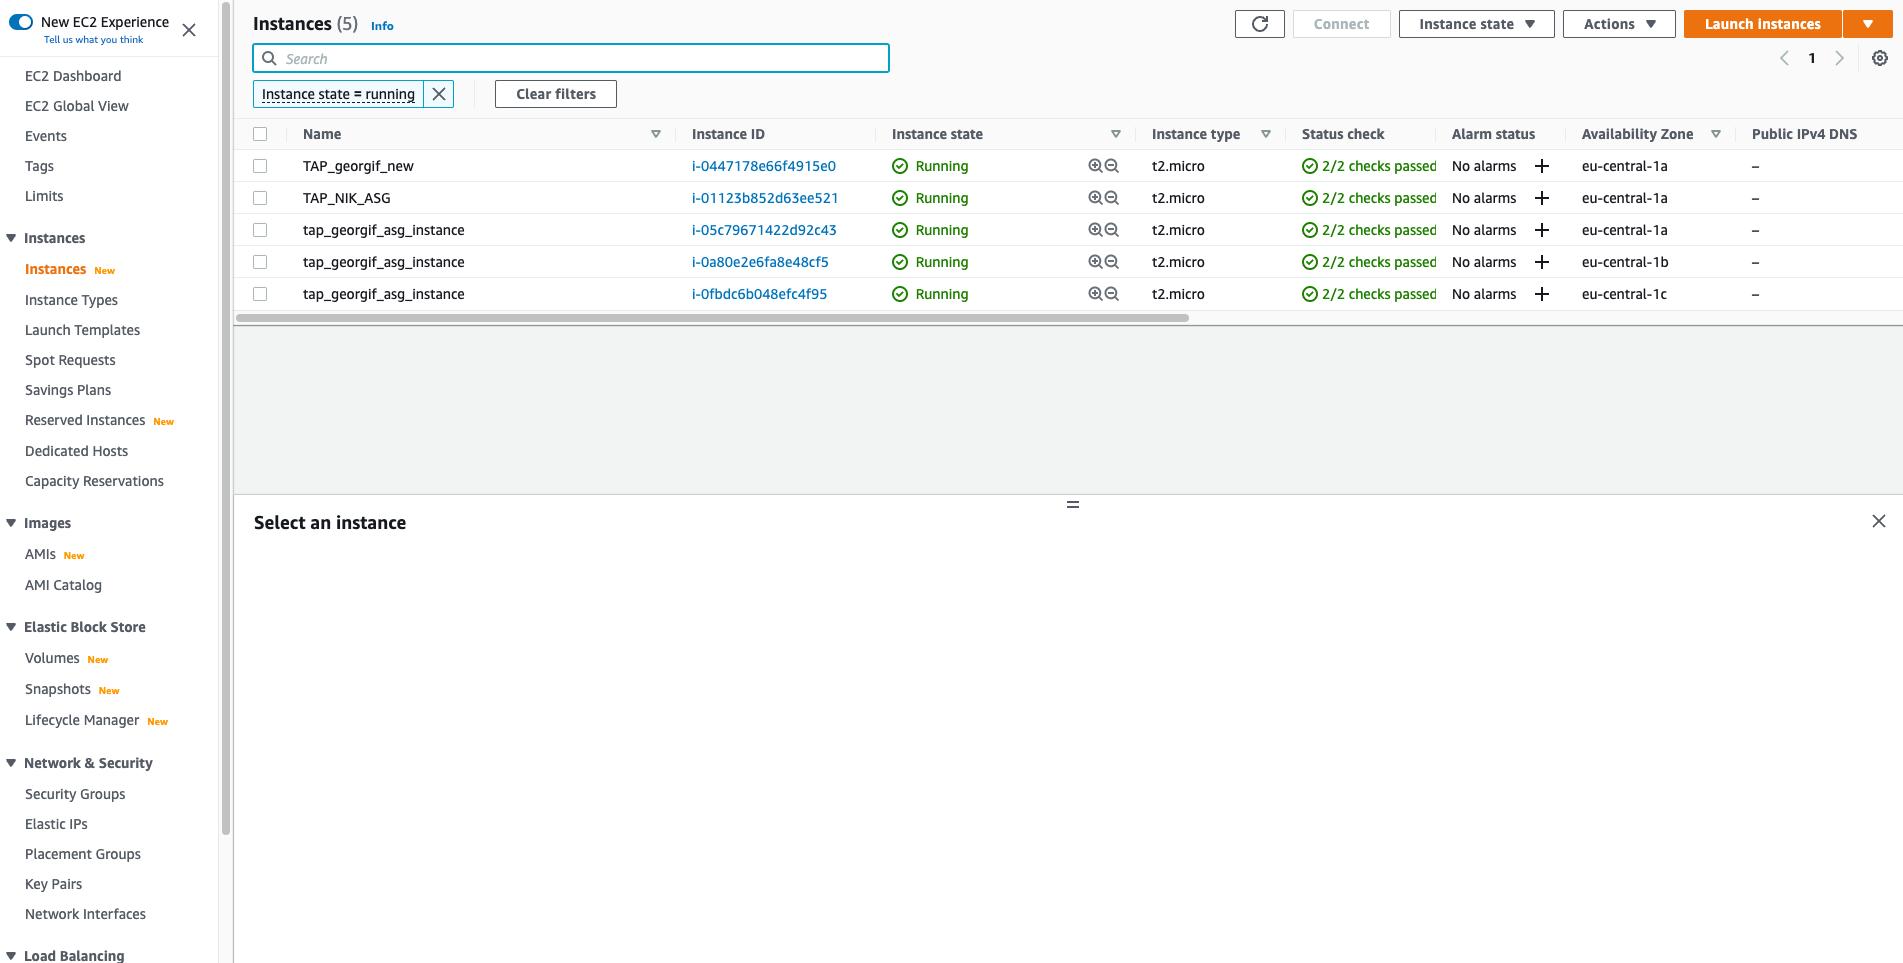 New EC2 Experience
Tell us what you think
EC2 Dashboard
EC2 Global View
Events
Tags
Limits
Instances
Instances New
Instance Types
Launch Templates
Spot Requests
Savings Plans
Reserved Instances New
Dedicated Hosts
Capacity Reservations
Images
AMIs New
AMI Catalog
Elastic Block Store
Volumes New
Snapshots New
Lifecycle Manager New
Network & Security
Security Groups
Elastic IPs
Placement Groups
Key Pairs
Network Interfaces
Load Balancing
Instances (5) Info
Connect Instance state Actions Launch instances
Search
1
Instance state = running Clear filters
Name Instance ID Instance state Instance type Status check Alarm status Availability Zone Public IPv4 DNS
TAP_georgif_new i-0447178e66f4915e0 Running t2.micro 2/2 checks passed No alarms + eu-central-1a –
TAP_NIK_ASG i-01123b852d63ee521 Running t2.micro 2/2 checks passed No alarms + eu-central-1a –
tap_georgif_asg_instance i-05c79671422d92c43 Running t2.micro 2/2 checks passed No alarms + eu-central-1a –
tap_georgif_asg_instance i-0a80e2e6fa8e48cf5 Running t2.micro 2/2 checks passed No alarms + eu-central-1b –
tap_georgif_asg_instance i-0fbdc6b048efc4f95 Running t2.micro 2/2 checks passed No alarms + eu-central-1c –
Select an instance